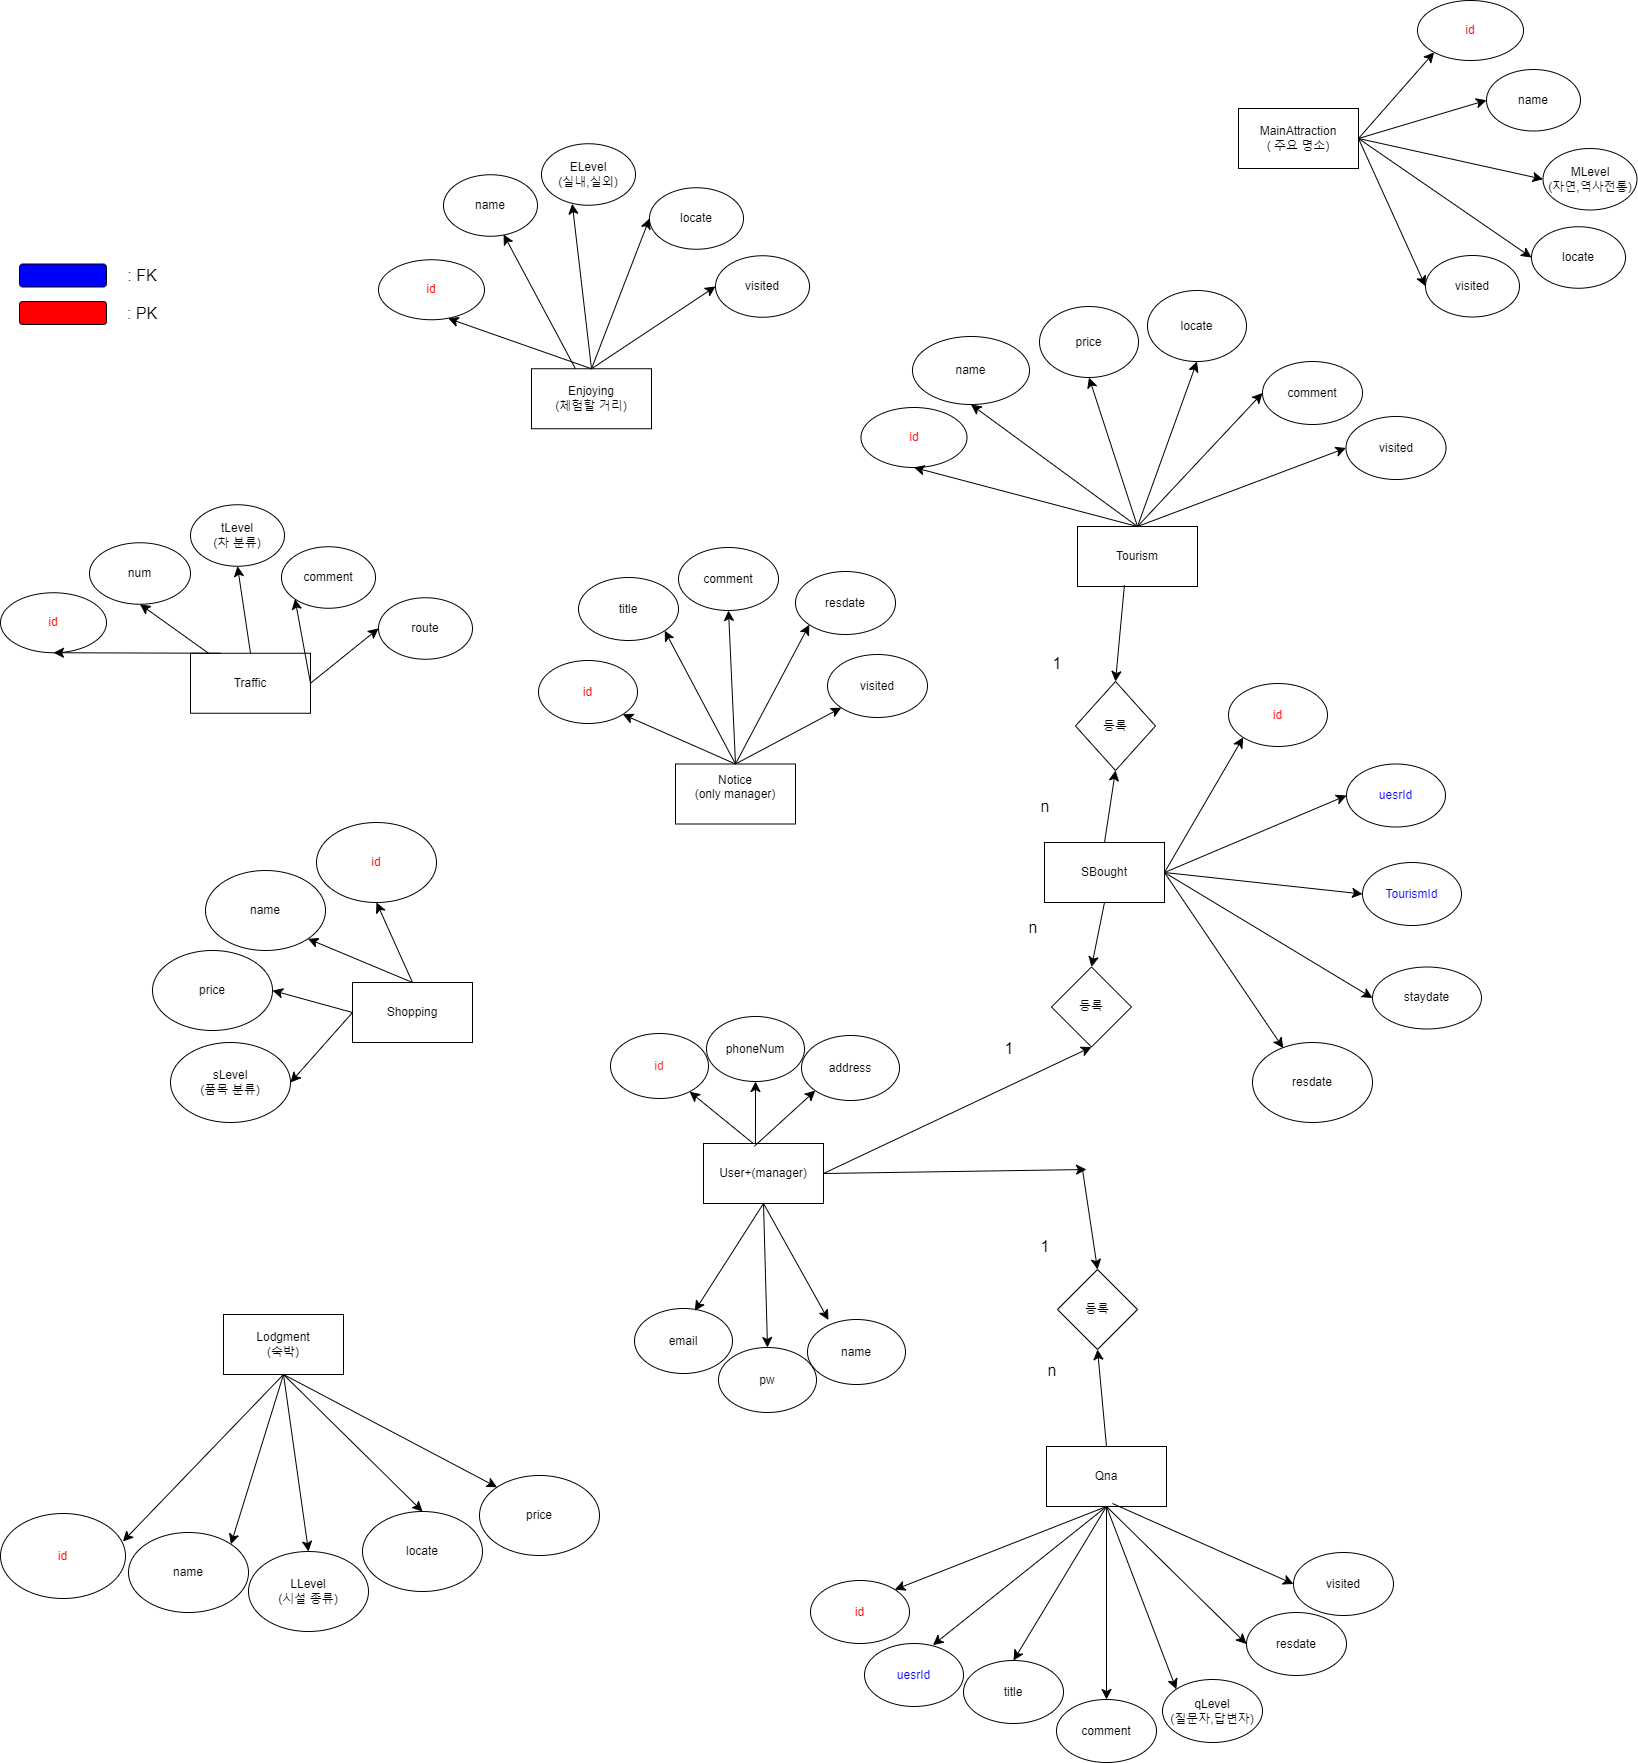 id
name
MainAttraction
( 주요 명소)
MLevel
(자연,역사전통)
locate
visited
ELevel
(실내,실외)
name
locate
id
visited
Enjoying
(체험할 거리)
: FK
: PK
locate
price
name
comment
id
visited
Tourism
tLevel
(차 분류)
num
comment
id
route
Traffic
comment
title
resdate
id
visited
Notice
(only manager)
1
등록
n
id
uesrId
SBought
TourismId
n
staydate
등록
resdate
1
id
name
price
Shopping
sLevel
(품목 분류)
id
phoneNum
address
User+(manager)
email
pw
name
1
등록
n
Lodgment
(숙박)
id
name
LLevel
(시설 종류)
locate
price
Qna
id
uesrId
title
comment
qLevel
(질문자,답변자)
resdate
visited